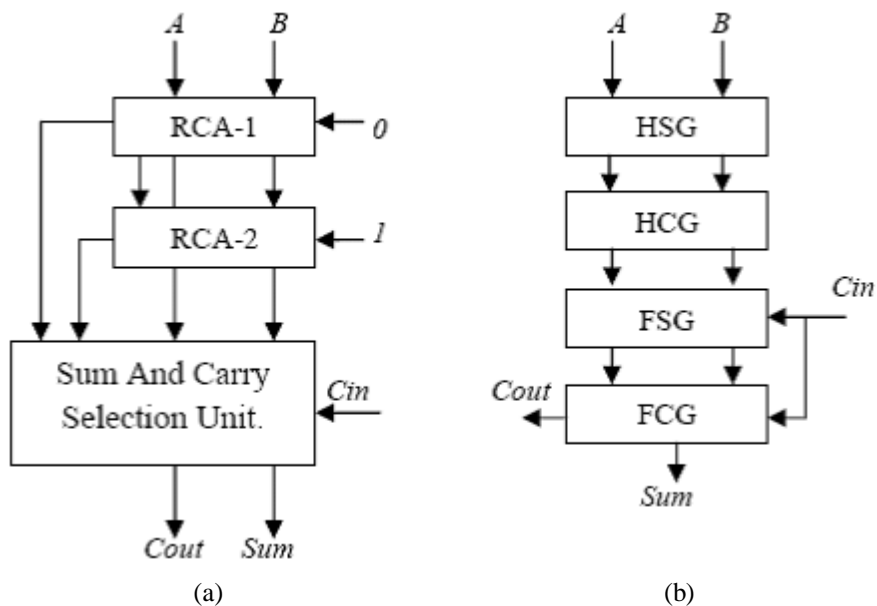 A B
RCA-1
0
RCA-2
1
Sum And Carry
Selection Unit.
Cin
Cout Sum
(a)
A B
HSG
HCG
Cin
FSG
Cout
FCG
Sum
(b)